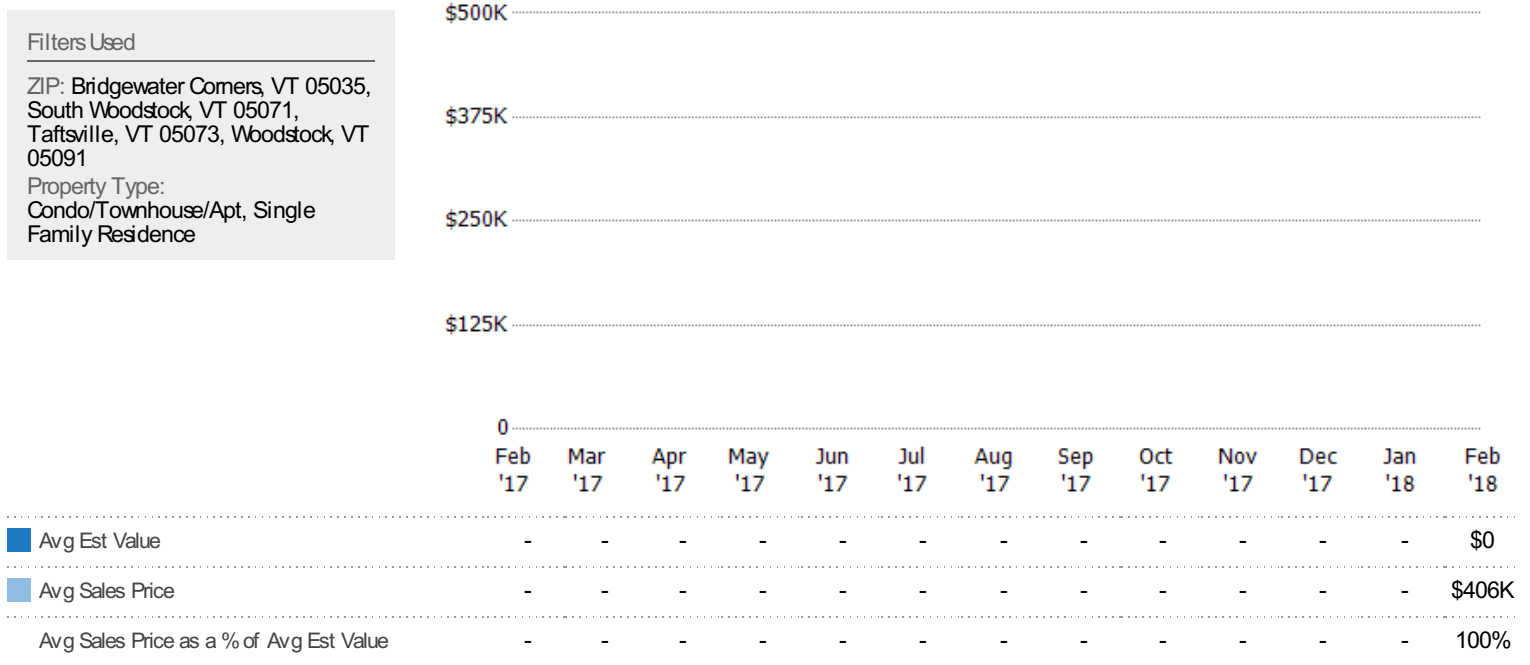 Filters Used
ZIP: Bridgewater Corners, VT 05035,
South Woodstock, VT 05071,
Taftsville, VT 05073, Woodstock, VT
05091
Property Type:
Condo/Townhouse/Apt, Single
Family Residence
$500K
$375K
$250K
$125K
0
Feb '17 Mar '17 Apr '17 May '17 Jun '17 Jul '17 Aug '17 Sep '17 Oct '17 Nov '17 Dec '17 Jan '18 Feb '18
Avg Est Value - - - - - - - - - - - - $0
Avg Sales Price - - - - - - - - - - - - $406K
Avg Sales Price as a % of Avg Est Value - - - - - - - - - - - - 100%